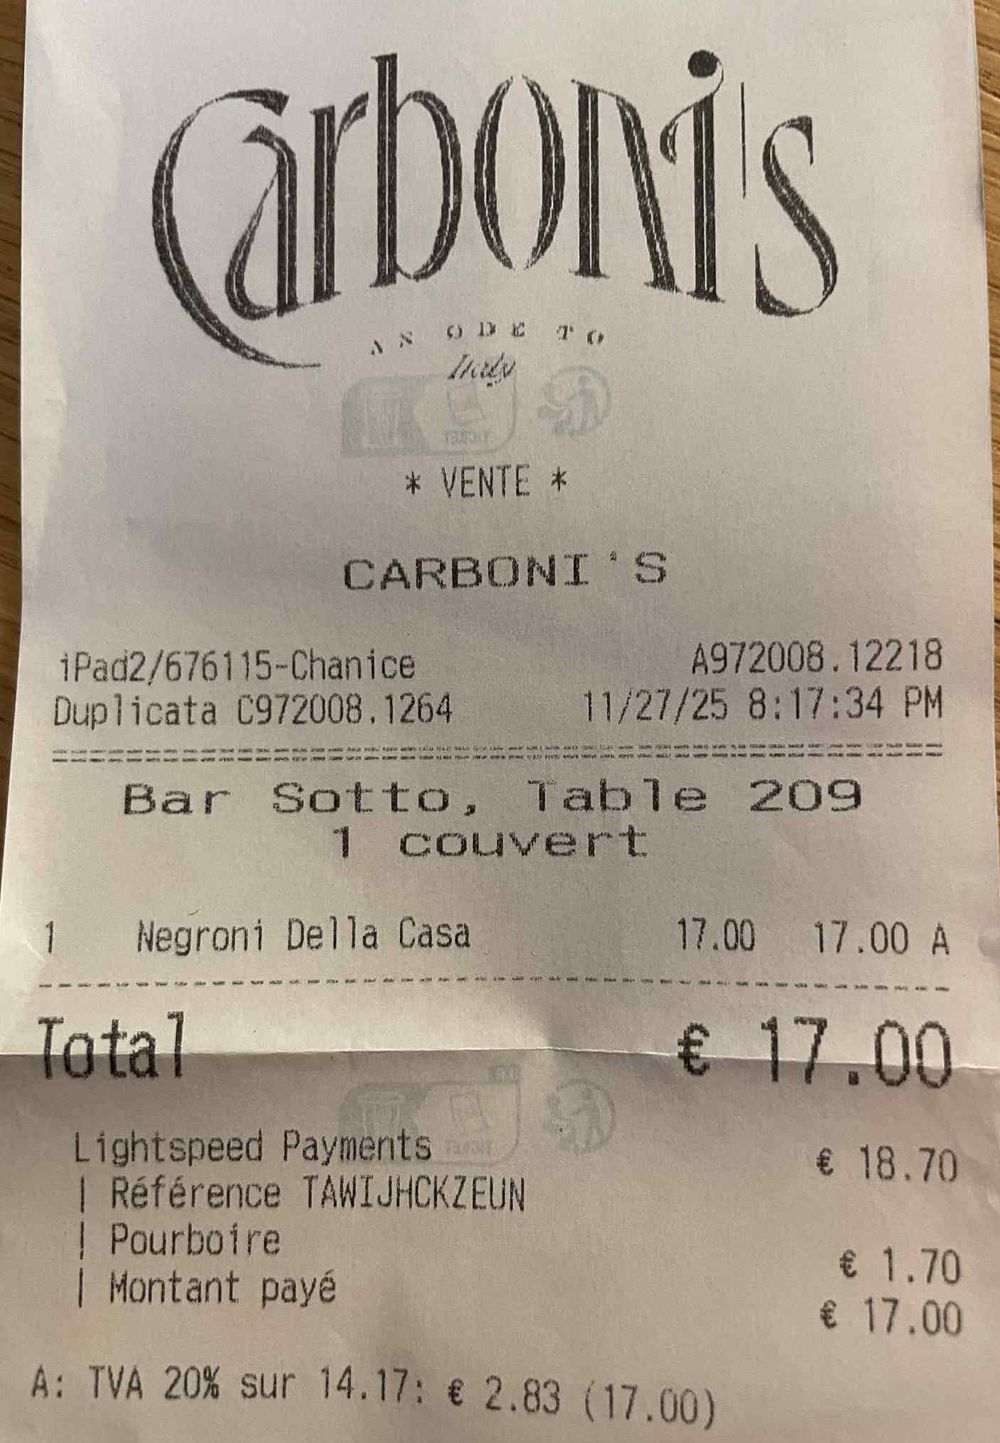 Carboni's
AN ODE TO
Italy
TICKET
* VENTE *
CARBONI'S
iPad2/676115-Chanice A972008.12218
Duplicata C972008.1264 11/27/25 8:17:34 PM
Bar Sotto, Table 209
1 couvert
1 Negroni Della Casa 17.00 17.00 A
Total € 17.00
TICKET
Lightspeed Payments € 18.70
| Référence TAWIJHCKZEUN
| Pourboire € 1.70
| Montant payé € 17.00
A: TVA 20% sur 14.17: € 2.83 (17.00)